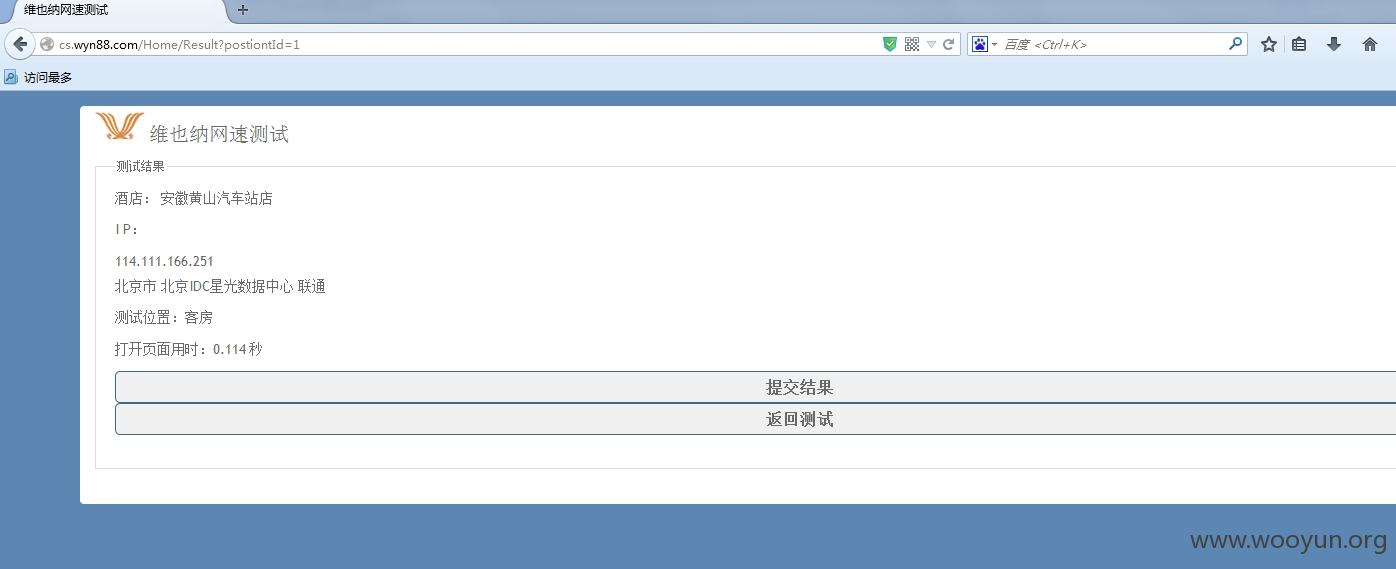 维也纳网速测试
cs.wyn88.com/Home/Result?postiontId=1
百度 <Ctrl+K>
访问最多
维也纳网速测试
测试结果
酒店： 安徽黄山汽车站店
I P：
114.111.166.251
北京市 北京IDC星光数据中心 联通
测试位置：客房
打开页面用时：0.114 秒
提交结果
返回测试
www.wooyun.org